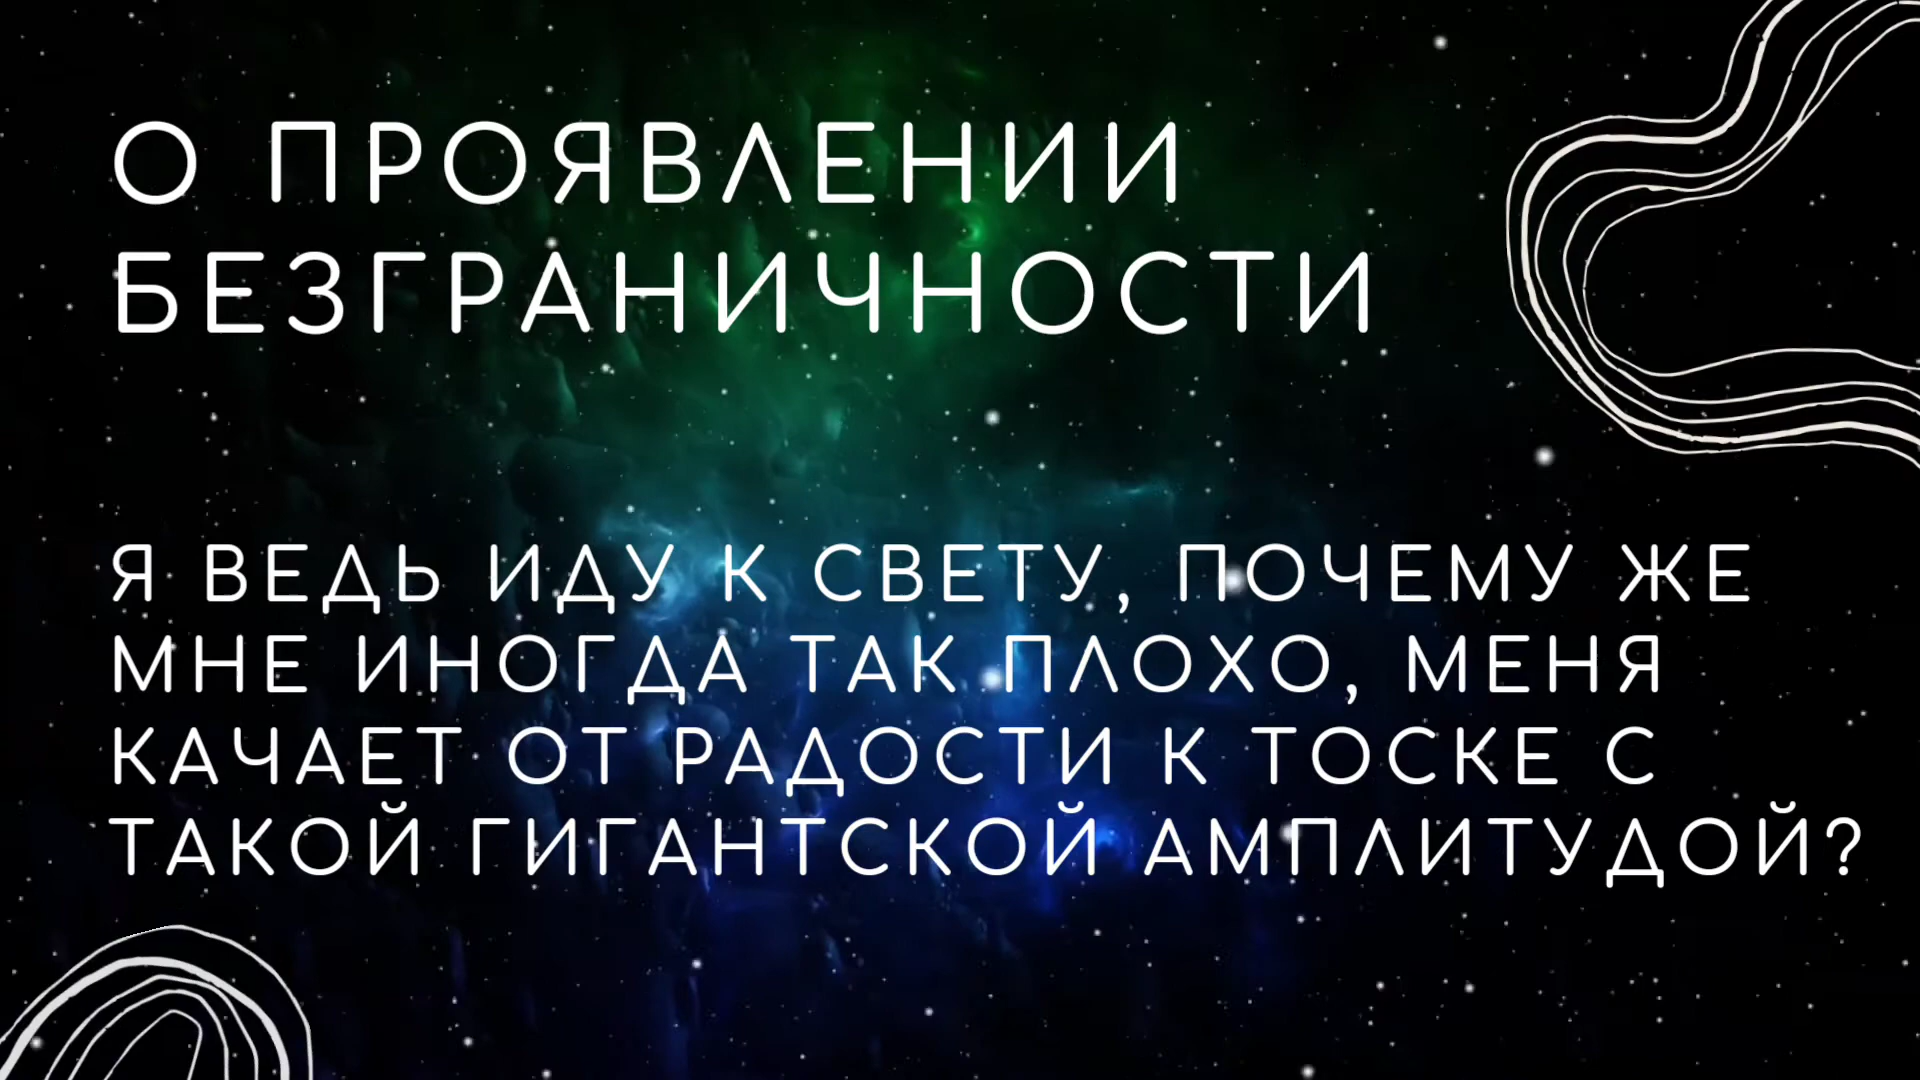 О ПРОЯВЛЕНИИ
БЕЗГРАНИЧНОСТИ
Я ВЕДЬ ИДУ К СВЕТУ, ПОЧЕМУ ЖЕ
МНЕ ИНОГДА ТАК ПЛОХО, МЕНЯ
КАЧАЕТ ОТ РАДОСТИ К ТОСКЕ С
ТАКОЙ ГИГАНТСКОЙ АМПЛИТУДОЙ?